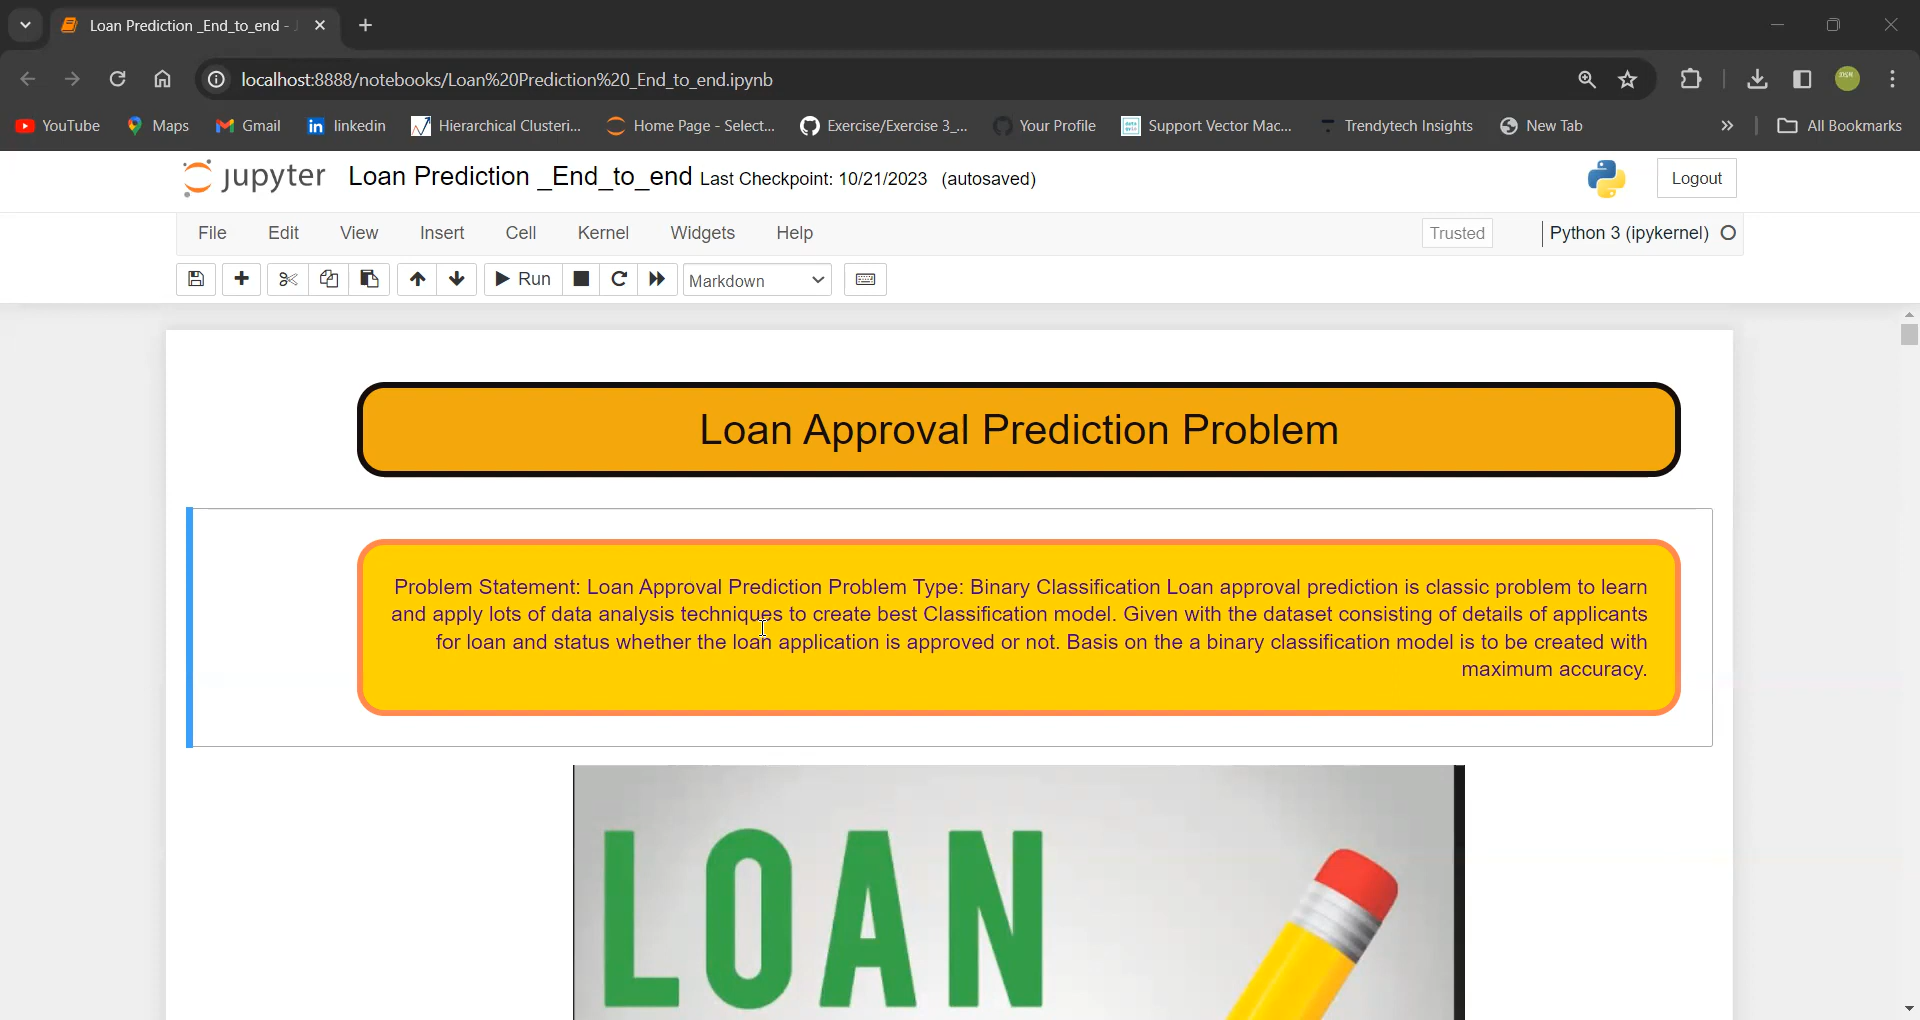 Loan Prediction _End_to_end -
localhost:8888/notebooks/Loan%20Prediction%20_End_to_end.ipynb
YouTube
Maps
Gmail
linkedin
Hierarchical Clusteri...
Home Page - Select...
Exercise/Exercise 3_...
Your Profile
Support Vector Mac...
Trendytech Insights
New Tab
All Bookmarks
jupyter Loan Prediction _End_to_end Last Checkpoint: 10/21/2023 (autosaved)
Logout
File Edit View Insert Cell Kernel Widgets Help
Trusted
Python 3 (ipykernel)
Run
Markdown
Loan Approval Prediction Problem
Problem Statement: Loan Approval Prediction Problem Type: Binary Classification Loan approval prediction is classic problem to learn
and apply lots of data analysis techniques to create best Classification model. Given with the dataset consisting of details of applicants
for loan and status whether the loan application is approved or not. Basis on the a binary classification model is to be created with
maximum accuracy.
LOAN